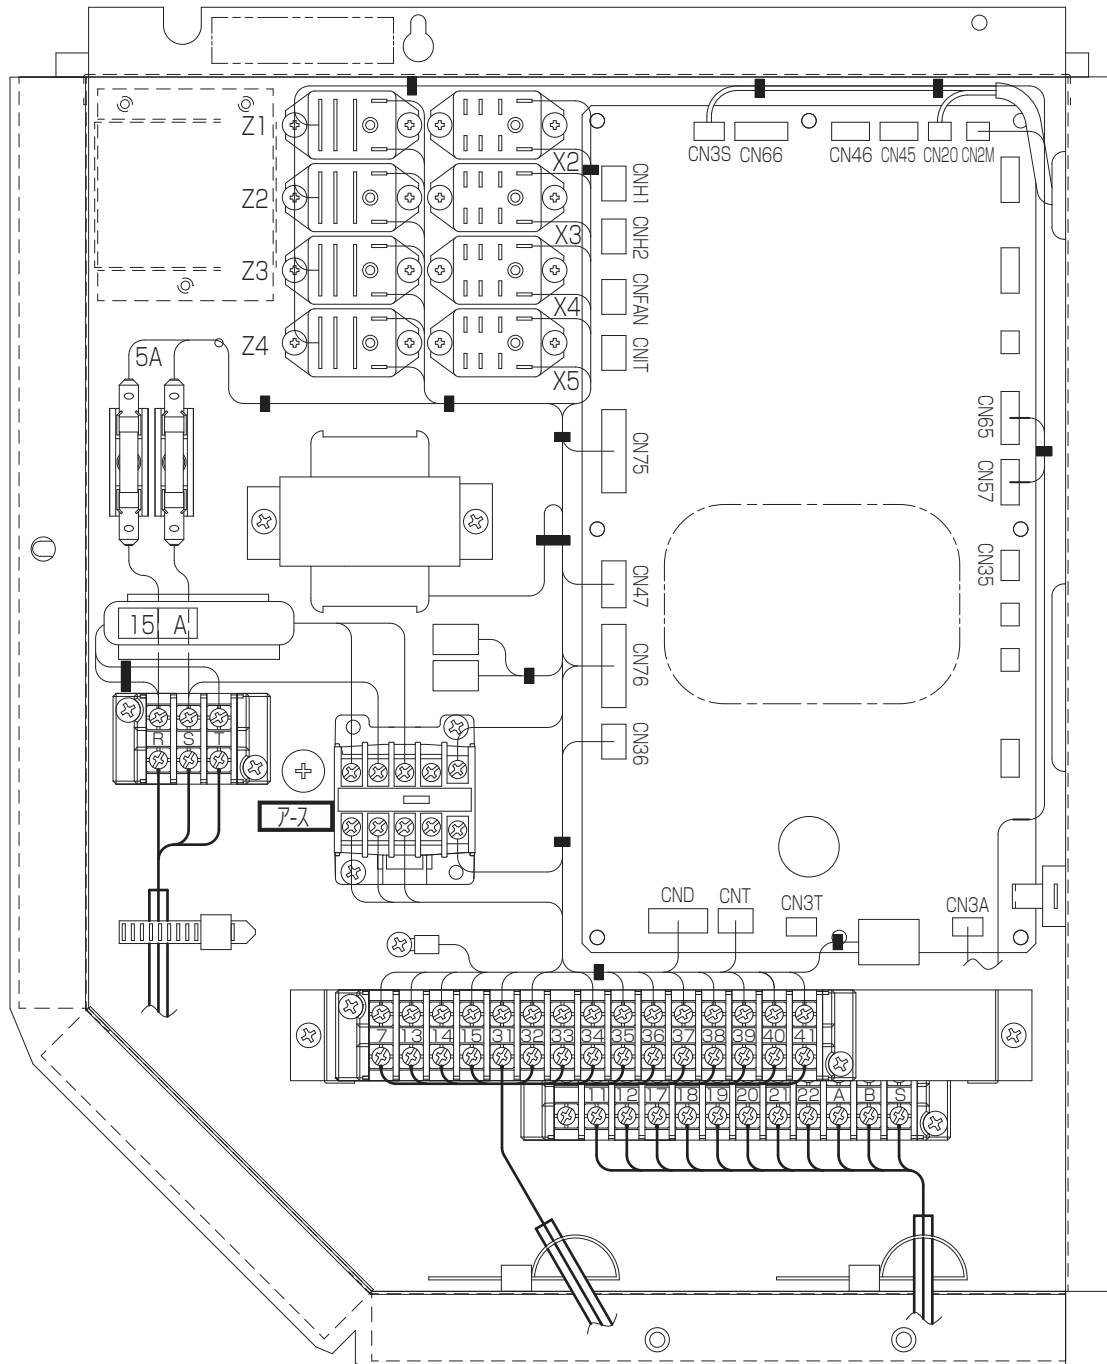 Z1
Z2
Z3
Z4
X2
X3
X4
X5
CN3S CN66 CN46 CN45 CN20 CN2M
CNH1
CNH2
CNFAN
CNIT
CN75
CN65
CN57
CN35
CN47
CN76
CN36
5A
15 A
R S T
アース
CND CNT CN3T CN3A
7 13 14 15 31 32 33 34 35 36 37 38 39 40 41
11 12 17 18 19 20 21 22 A B S